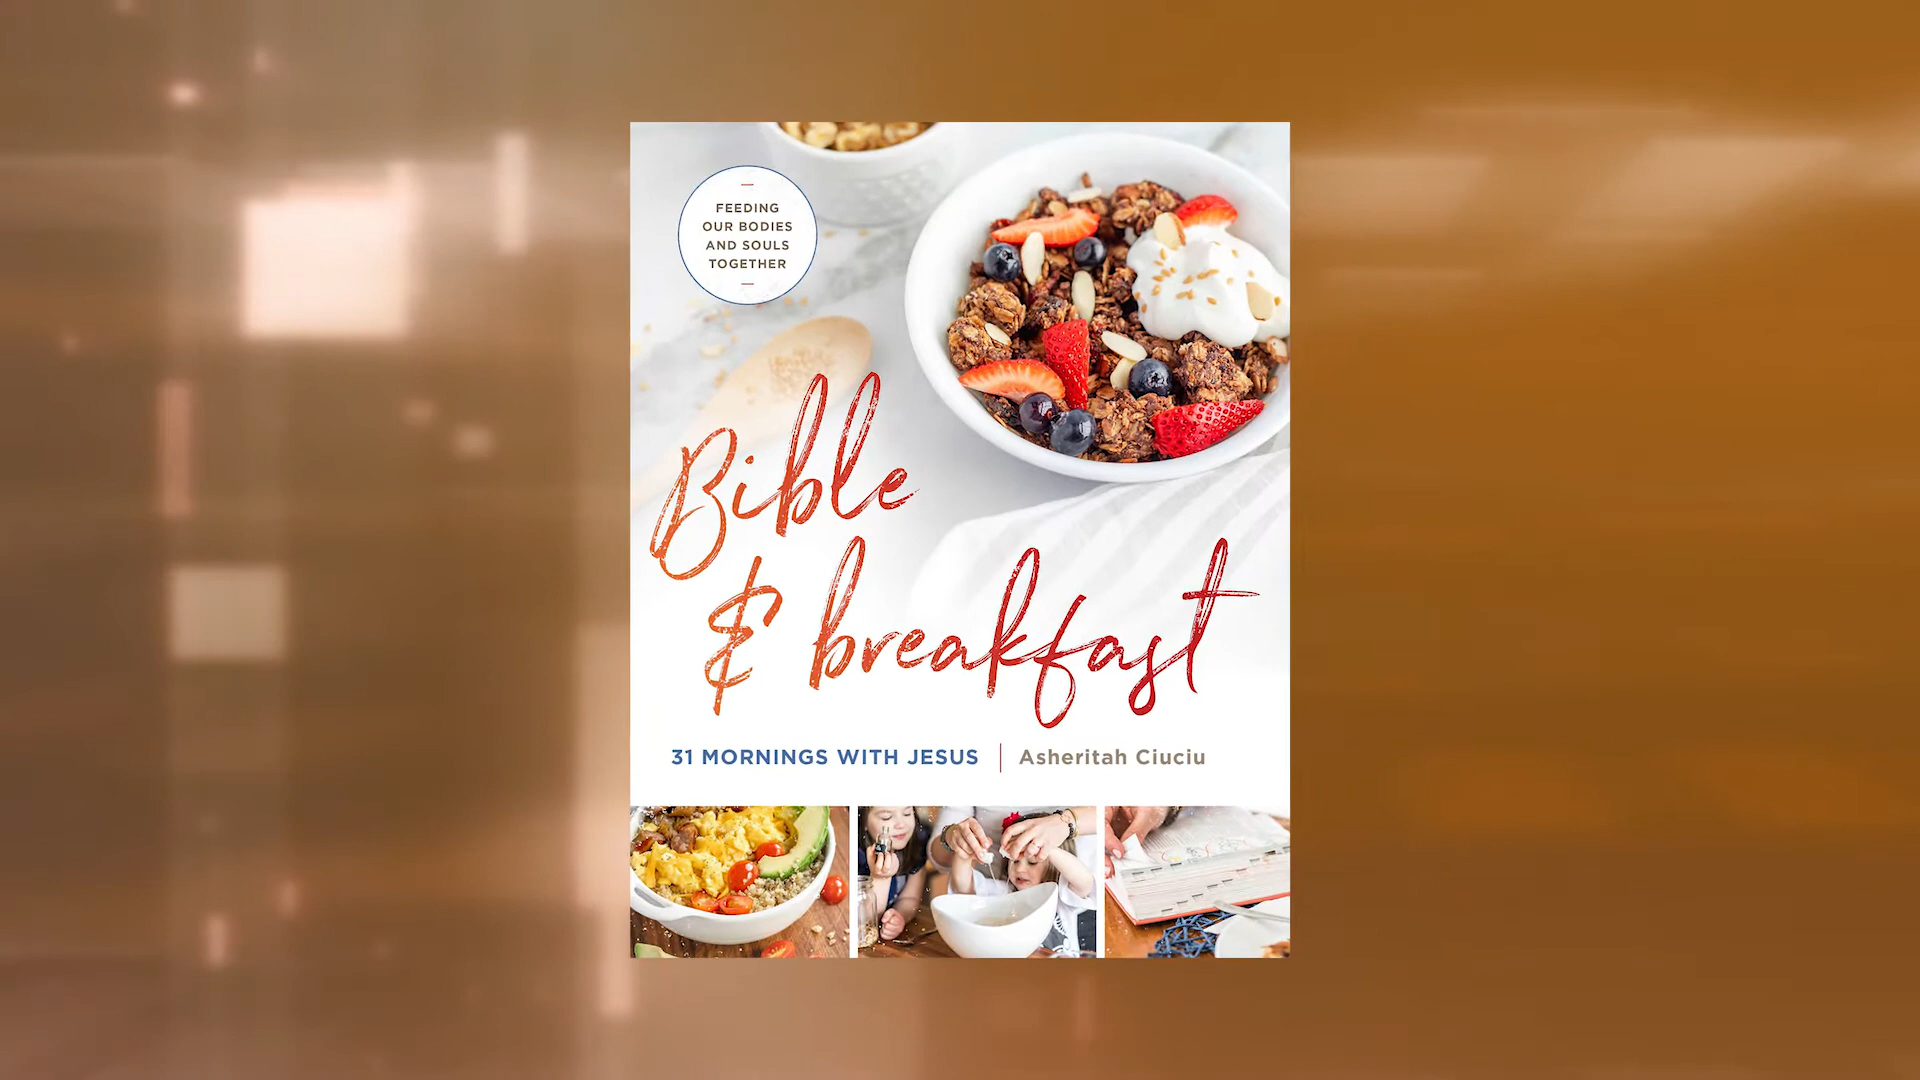 FEEDING
OUR BODIES
AND SOULS
TOGETHER
Bible
& breakfast
31 MORNINGS WITH JESUS | Asheritah Ciuciu